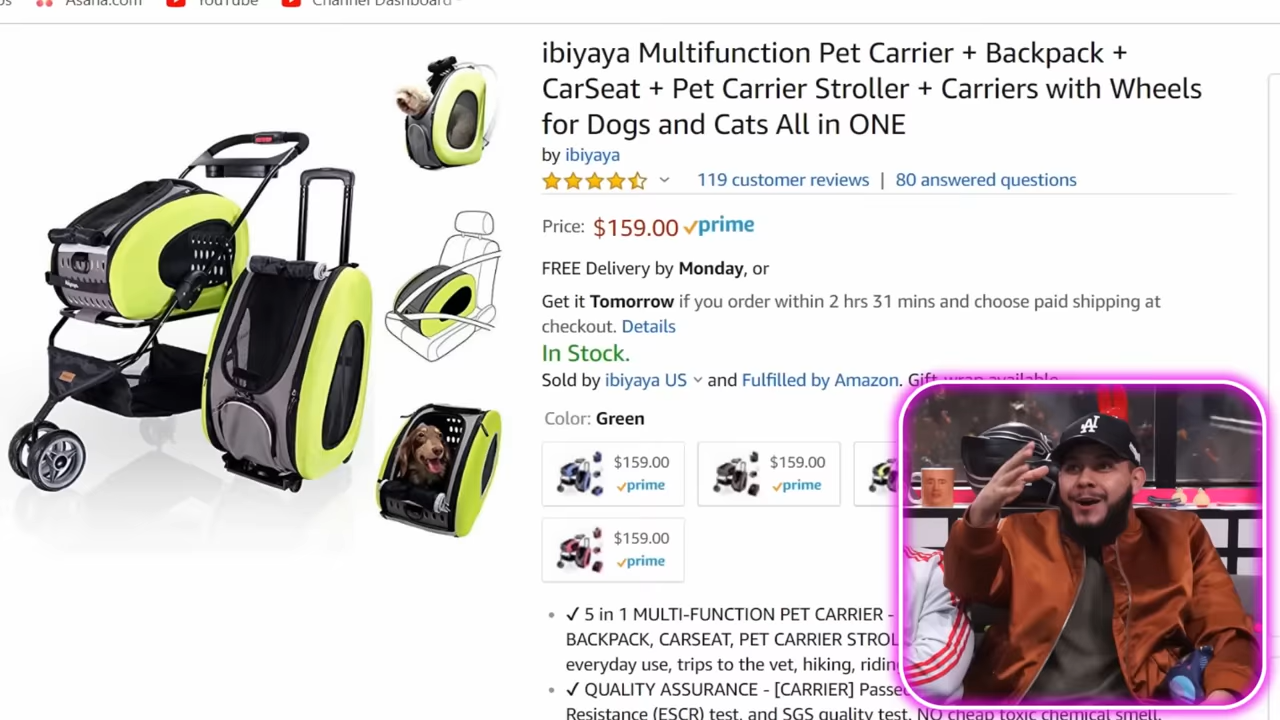 Asana.com YouTube Channel Dashboard
ibiyaya Multifunction Pet Carrier + Backpack +
CarSeat + Pet Carrier Stroller + Carriers with Wheels
for Dogs and Cats All in ONE
by ibiyaya
119 customer reviews | 80 answered questions
Price: $159.00 prime
FREE Delivery by Monday, or
Get it Tomorrow if you order within 2 hrs 31 mins and choose paid shipping at
checkout. Details
In Stock.
Sold by ibiyaya US and Fulfilled by Amazon. Gift-wrap available.
Color: Green
$159.00 $159.00
prime prime
$159.00
prime
LA
• ✓ 5 in 1 MULTI-FUNCTION PET CARRIER -
BACKPACK, CARSEAT, PET CARRIER
everyday use, trips to the vet, hiking,
• ✓ QUALITY ASSURANCE - [CARRIER]
Resistance (ESCR) test, and SGS quality test. NO cheap toxic chemical smell.